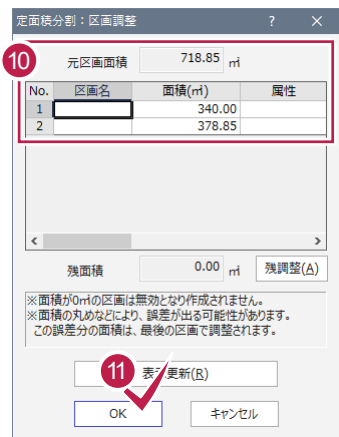 定面積分割：区画調整 ? ×
10
元区画面積 718.85 ㎡
No. 区画名 面積(㎡) 属性
1 340.00
2 378.85
< >
残面積 0.00 ㎡ 残調整(A)
※面積が0㎡の区画は無効となり作成されません。
※面積の丸めなどにより、誤差が出る可能性があります。
この誤差分の面積は、最後の区画で調整されます。
11 表示更新(R)
OK キャンセル